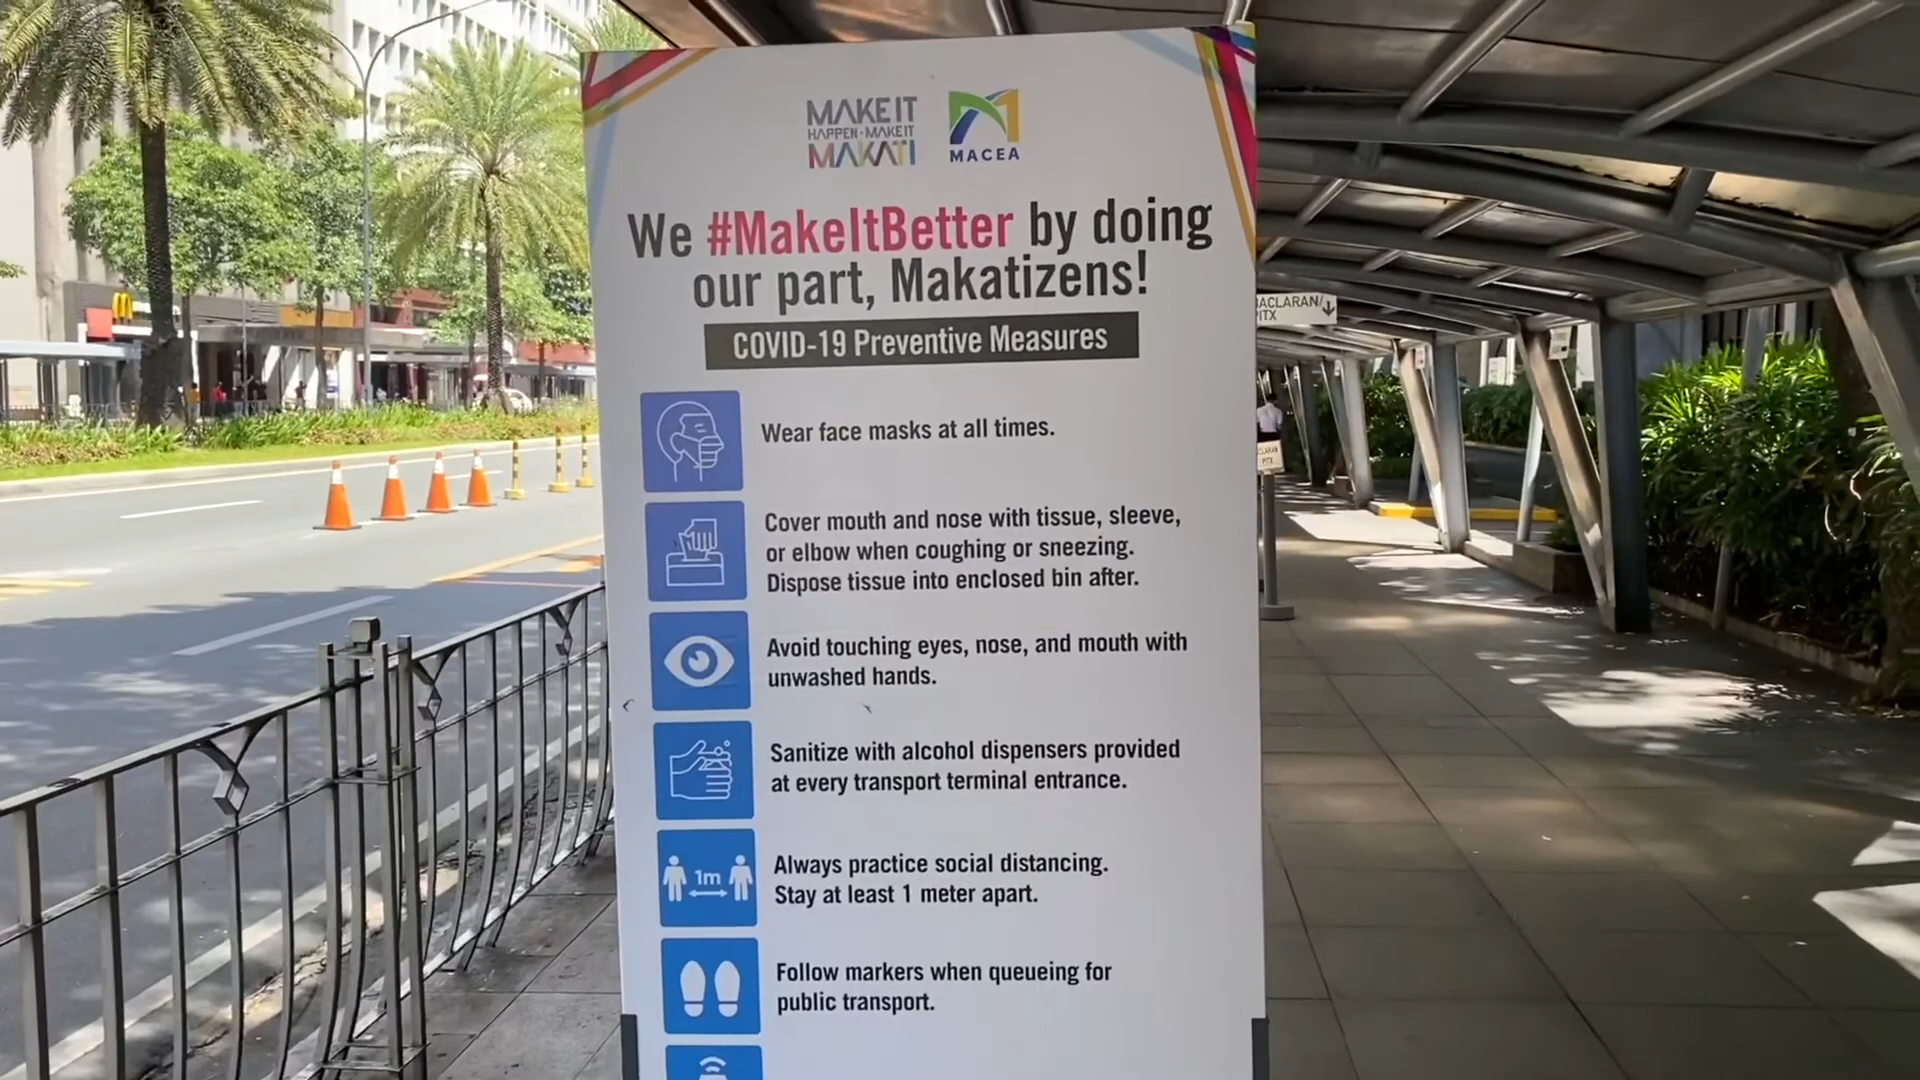 MAKE IT
HAPPEN · MAKE IT
MAKATI
MACEA
We #MakeItBetter by doing
our part, Makatizens!
COVID-19 Preventive Measures
Wear face masks at all times.
Cover mouth and nose with tissue, sleeve,
or elbow when coughing or sneezing.
Dispose tissue into enclosed bin after.
Avoid touching eyes, nose, and mouth with
unwashed hands.
Sanitize with alcohol dispensers provided
at every transport terminal entrance.
1m
Always practice social distancing.
Stay at least 1 meter apart.
Follow markers when queueing for
public transport.
BACLARAN/
PITX
CLARAN
PITX